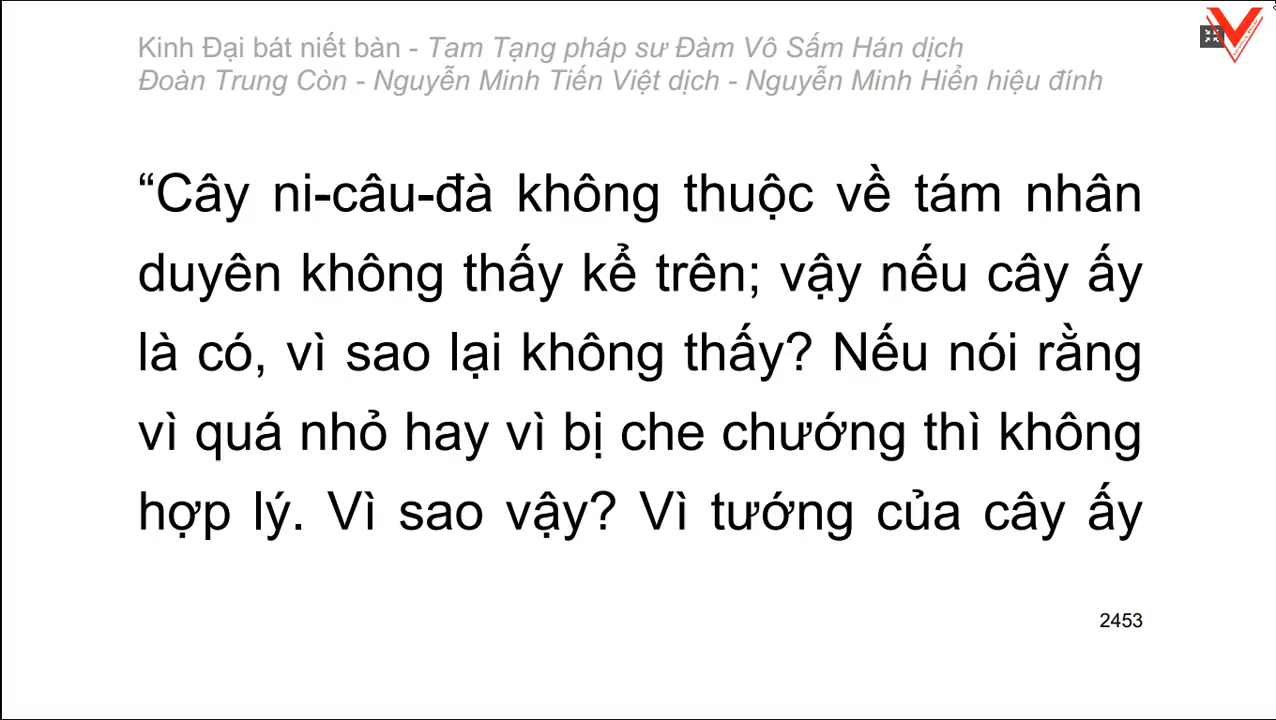 Kinh Đại bát niết bàn - Tam Tạng pháp sư Đàm Vô Sấm Hán dịch
Đoàn Trung Còn - Nguyễn Minh Tiến Việt dịch - Nguyễn Minh Hiển hiệu đính
“Cây ni-câu-đà không thuộc về tám nhân
duyên không thấy kể trên; vậy nếu cây ấy
là có, vì sao lại không thấy? Nếu nói rằng
vì quá nhỏ hay vì bị che chướng thì không
hợp lý. Vì sao vậy? Vì tướng của cây ấy
2453